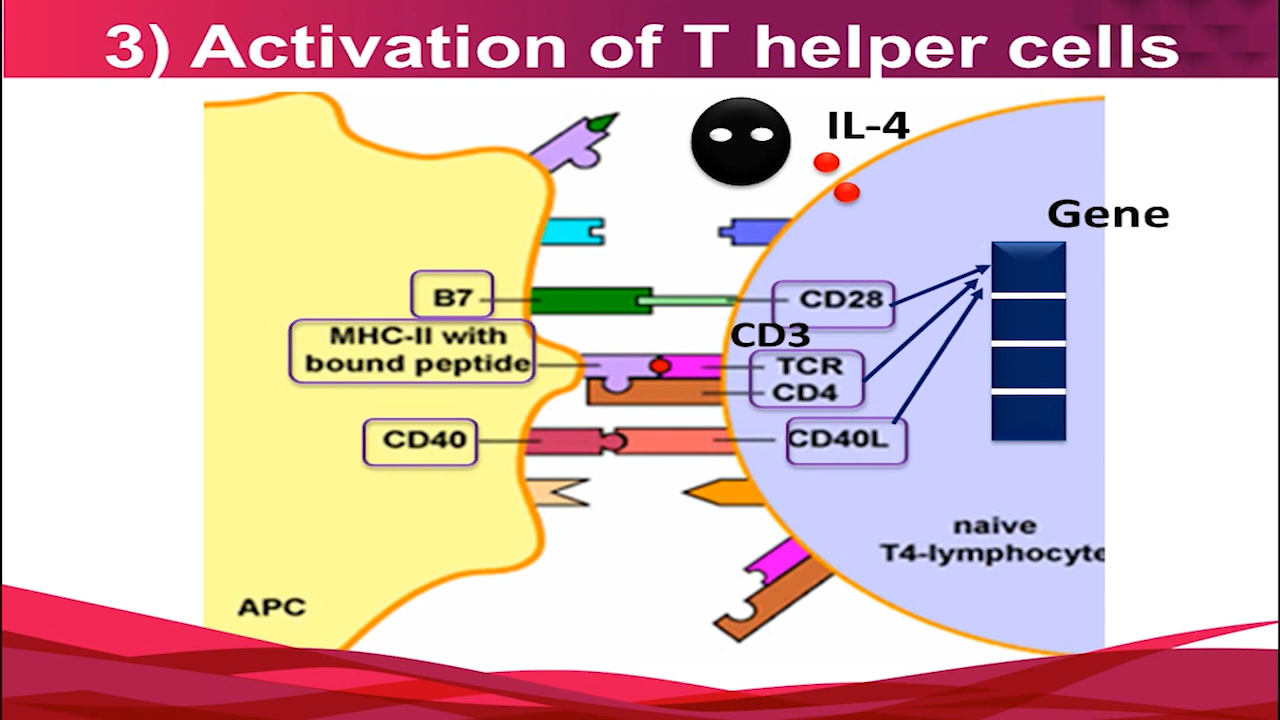 3) Activation of T helper cells
IL-4
Gene
B7
CD28
CD3
MHC-II with
bound peptide
TCR
CD4
CD40
CD40L
naive
T4-lymphocyte
APC